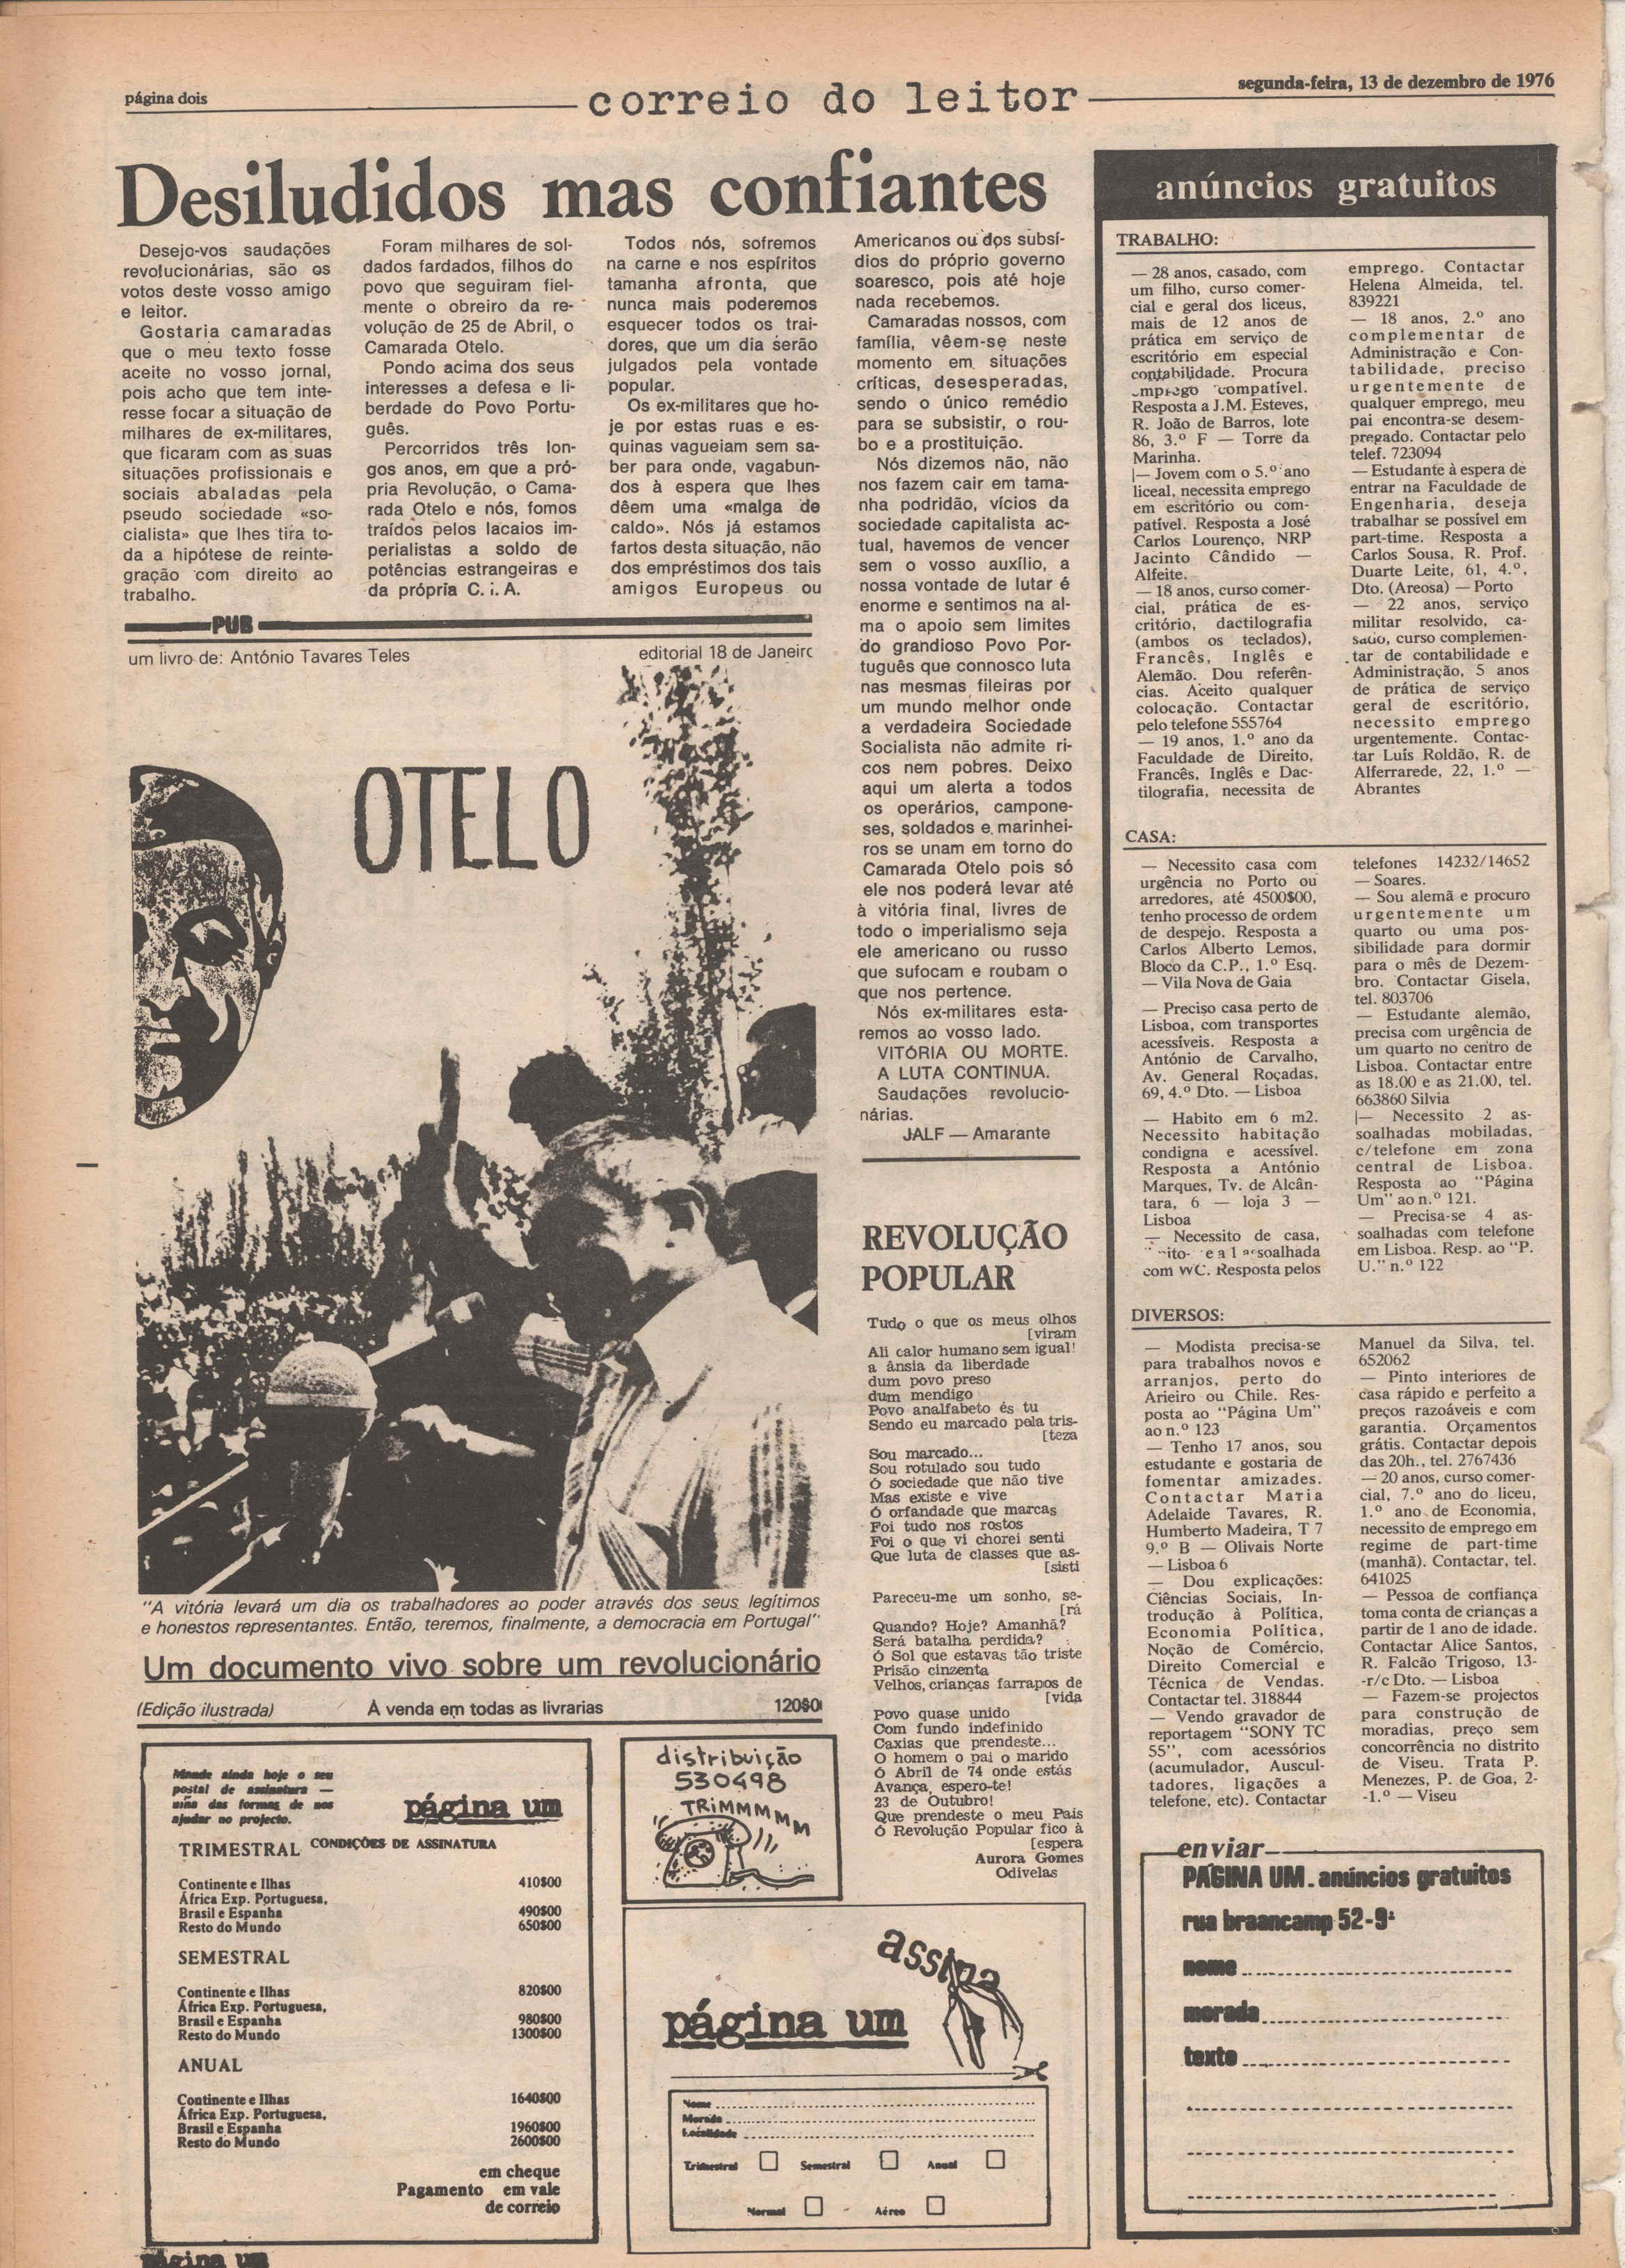 página dois
correio do leitor
segunda-feira, 13 de dezembro de 1976
Desiludidos mas confiantes
Desejo-vos saudações
revolucionárias, são os
votos deste vosso amigo
e leitor.
Gostaria camaradas
que o meu texto fosse
aceite no vosso jornal,
pois acho que tem inte-
resse focar a situação de
milhares de ex-militares,
que ficaram com as suas
situações profissionais e
sociais abaladas pela
pseudo sociedade «so-
cialista» que lhes tira to-
da a hipótese de reinte-
gração com direito ao
trabalho.
Foram milhares de sol-
dados fardados, filhos do
povo que seguiram fiel-
mente o obreiro da re-
volução de 25 de Abril, o
Camarada Otelo.
Pondo acima dos seus
interesses a defesa e li-
berdade do Povo Portu-
guês.
Percorridos três lon-
gos anos, em que a pró-
pria Revolução, o Cama-
rada Otelo e nós, fomos
traídos pelos lacaios im-
perialistas a soldo de
potências estrangeiras e
da própria C. i. A.
Todos nós, sofremos
na carne e nos espíritos
tamanha afronta, que
nunca mais poderemos
esquecer todos os trai-
dores, que um dia serão
julgados pela vontade
popular.
Os ex-militares que ho-
je por estas ruas e es-
quinas vagueiam sem sa-
ber para onde, vagabun-
dos à espera que lhes
dêem uma «malga de
caldo». Nós já estamos
fartos desta situação, não
dos empréstimos dos tais
amigos Europeus ou
Americanos ou dos subsí-
dios do próprio governo
soaresco, pois até hoje
nada recebemos.
Camaradas nossos, com
família, vêem-se neste
momento em situações
críticas, desesperadas,
sendo o único remédio
para se subsistir, o rou-
bo e a prostituição.
Nós dizemos não, não
nos fazem cair em tama-
nha podridão, vícios da
sociedade capitalista ac-
tual, havemos de vencer
sem o vosso auxílio, a
nossa vontade de lutar é
enorme e sentimos na al-
ma o apoio sem limites
do grandioso Povo Por-
tuguês que connosco luta
nas mesmas fileiras por
um mundo melhor onde
a verdadeira Sociedade
Socialista não admite ri-
cos nem pobres. Deixo
aqui um alerta a todos
os operários, campone-
ses, soldados e marinhei-
ros se unam em torno do
Camarada Otelo pois só
ele nos poderá levar até
à vitória final, livres de
todo o imperialismo seja
ele americano ou russo
que sufocam e roubam o
que nos pertence.
Nós ex-militares esta-
remos ao vosso lado.
VITÓRIA OU MORTE.
A LUTA CONTINUA.
Saudações revolucio-
nárias.
JALF — Amarante
PUB
um livro de: António Tavares Teles
editorial 18 de Janeiro
OTELO
"A vitória levará um dia os trabalhadores ao poder através dos seus legítimos
e honestos representantes. Então, teremos, finalmente, a democracia em Portugal"
Um documento vivo sobre um revolucionário
(Edição ilustrada)
À venda em todas as livrarias
120$0
REVOLUÇÃO
POPULAR
Tudo o que os meus olhos
[viram
Ali calor humano sem igual!
a ânsia da liberdade
dum povo preso
dum mendigo
Povo analfabeto és tu
Sendo eu marcado pela tris-
[teza
Sou marcado...
Sou rotulado sou tudo
Ó sociedade que não tive
Mas existe e vive
Ó orfandade que marcas
Foi tudo nos rostos
Foi o que vi chorei senti
Que luta de classes que as-
[sisti
Pareceu-me um sonho, se-
[rá
Quando? Hoje? Amanhã?
Será batalha perdida?
Ó Sol que estavas tão triste
Prisão cinzenta
Velhos, crianças farrapos de
[vida
Povo quase unido
Com fundo indefinido
Caxias que prendeste...
O homem o pai o marido
ó Abril de 74 onde estás
Avança, espero-te!
23 de Outubro!
Que prendeste o meu País
Ó Revolução Popular fico à
[espera
Aurora Gomes
Odivelas
anúncios gratuitos
TRABALHO:
— 28 anos, casado, com
um filho, curso comer-
cial e geral dos liceus,
mais de 12 anos de
prática em serviço de
escritório em especial
contabilidade. Procura
emprego compatível.
Resposta a J.M. Esteves,
R. João de Barros, lote
86, 3.º F — Torre da
Marinha.
— Jovem com o 5.º ano
liceal, necessita emprego
em escritório ou com-
patível. Resposta a José
Carlos Lourenço, NRP
Jacinto Cândido —
Alfeite.
— 18 anos, curso comer-
cial, prática de es-
critório, dactilografia
(ambos os teclados),
Francês, Inglês e
Alemão. Dou referên-
cias. Aceito qualquer
colocação. Contactar
pelo telefone 555764
— 19 anos, 1.º ano da
Faculdade de Direito,
Francês, Inglês e Dac-
tilografia, necessita de
emprego. Contactar
Helena Almeida, tel.
839221
— 18 anos, 2.º ano
complementar de
Administração e Con-
tabilidade, preciso
urgentemente de
qualquer emprego, meu
pai encontra-se desem-
pregado. Contactar pelo
telef. 723094
— Estudante à espera de
entrar na Faculdade de
Engenharia, deseja
trabalhar se possível em
part-time. Resposta a
Carlos Sousa, R. Prof.
Duarte Leite, 61, 4.º,
Dto. (Areosa) — Porto
— 22 anos, serviço
militar resolvido, ca-
sado, curso complemen-
tar de contabilidade e
Administração, 5 anos
de prática de serviço
geral de escritório,
necessito emprego
urgentemente. Contac-
tar Luís Roldão, R. de
Alferrarede, 22, 1.º —
Abrantes
CASA:
— Necessito casa com
urgência no Porto ou
arredores, até 4500$00,
tenho processo de ordem
de despejo. Resposta a
Carlos Alberto Lemos,
Bloco da C.P., 1.º Esq.
— Vila Nova de Gaia
— Preciso casa perto de
Lisboa, com transportes
acessíveis. Resposta a
António de Carvalho,
Av. General Roçadas,
69, 4.º Dto. — Lisboa
— Habito em 6 m2.
Necessito habitação
condigna e acessível.
Resposta a António
Marques, Tv. de Alcân-
tara, 6 — loja 3 —
Lisboa
— Necessito de casa,
e a 1 assoalhada
com WC. Resposta pelos
telefones 14232/14652
— Soares.
— Sou alemã e procuro
urgentemente um
quarto ou uma pos-
sibilidade para dormir
para o mês de Dezem-
bro. Contactar Gisela,
tel. 803706
— Estudante alemão,
precisa com urgência de
um quarto no centro de
Lisboa. Contactar entre
as 18.00 e as 21.00, tel.
663860 Silvia
— Necessito 2 as-
soalhadas mobiladas,
c/telefone em zona
central de Lisboa.
Resposta ao "Página
Um" ao n.º 121.
— Precisa-se 4 as-
soalhadas com telefone
em Lisboa. Resp. ao "P.
U." n.º 122
DIVERSOS:
— Modista precisa-se
para trabalhos novos e
arranjos, perto do
Arieiro ou Chile. Res-
posta ao "Página Um"
ao n.º 123
— Tenho 17 anos, sou
estudante e gostaria de
fomentar amizades.
Contactar Maria
Adelaide Tavares, R.
Humberto Madeira, T 7
9.º B — Olivais Norte
— Lisboa 6
— Dou explicações:
Ciências Sociais, In-
trodução à Política,
Economia Política,
Noção de Comércio,
Direito Comercial e
Técnica de Vendas.
Contactar tel. 318844
— Vendo gravador de
reportagem "SONY TC
55", com acessórios
(acumulador, Auscul-
tadores, ligações a
telefone, etc). Contactar
Manuel da Silva, tel.
652062
— Pinto interiores de
casa rápido e perfeito a
preços razoáveis e com
garantia. Orçamentos
grátis. Contactar depois
das 20h., tel. 2767436
— 20 anos, curso comer-
cial, 7.º ano do liceu,
1.º ano de Economia,
necessito de emprego em
regime de part-time
(manhã). Contactar, tel.
641025
— Pessoa de confiança
toma conta de crianças a
partir de 1 ano de idade.
Contactar Alice Santos,
R. Falcão Trigoso, 13-
-r/c Dto. — Lisboa
— Fazem-se projectos
para construção de
moradias, preço sem
concorrência no distrito
de Viseu. Trata P.
Menezes, P. de Goa, 2-
-1.º — Viseu
enviar
PÁGINA UM - anúncios gratuitos
rua braancamp 52-9º
nome
morada
texto
Mande ainda hoje o seu
postal de assinatura —
uma das formas de nos
ajudar no projecto.
página um
CONDIÇÕES DE ASSINATURA
TRIMESTRAL
Continente e Ilhas 410$00
África Exp. Portuguesa,
Brasil e Espanha 490$00
Resto do Mundo 650$00
SEMESTRAL
Continente e Ilhas 820$00
África Exp. Portuguesa,
Brasil e Espanha 980$00
Resto do Mundo 1300$00
ANUAL
Continente e Ilhas 1640$00
África Exp. Portuguesa,
Brasil e Espanha 1960$00
Resto do Mundo 2600$00
em cheque
Pagamento em vale
de correio
distribuição
530498
TRiMMMMM
assina
página um
Nome
Morada
Localidade
Trimestral Semestral Anual
Normal Aéreo
página um